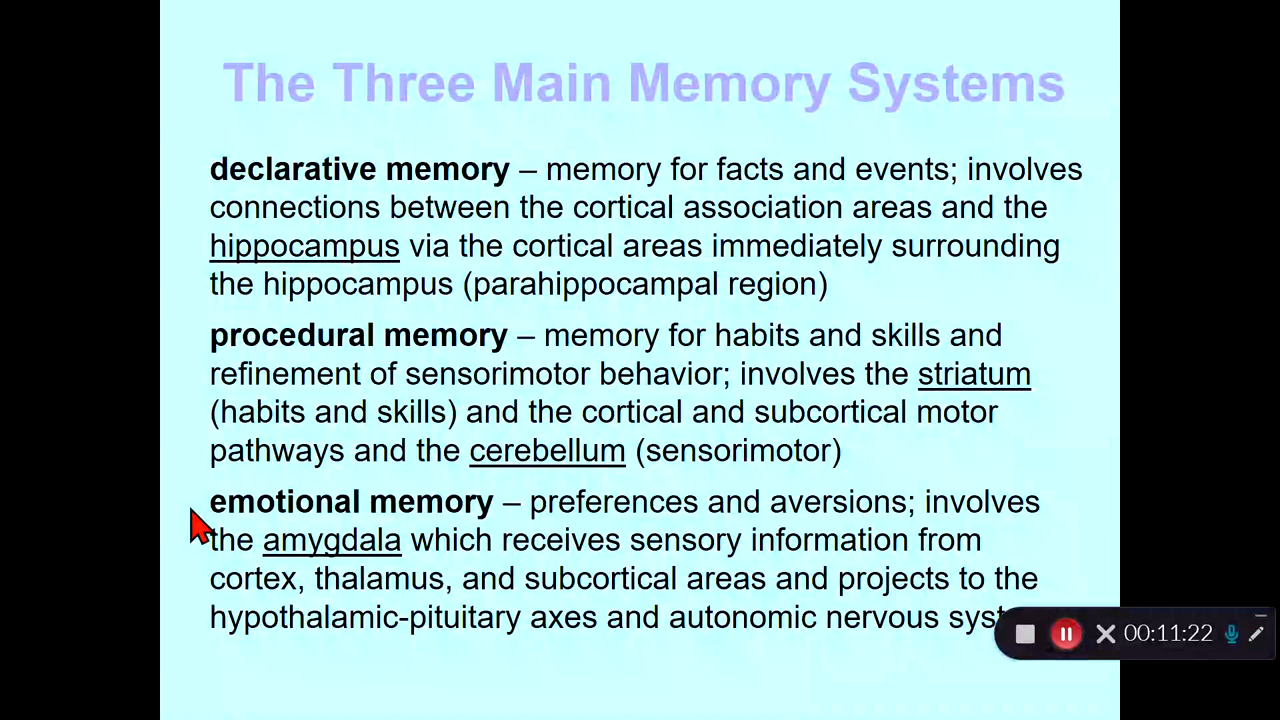 The Three Main Memory Systems
declarative memory – memory for facts and events; involves
connections between the cortical association areas and the
hippocampus via the cortical areas immediately surrounding
the hippocampus (parahippocampal region)
procedural memory – memory for habits and skills and
refinement of sensorimotor behavior; involves the striatum
(habits and skills) and the cortical and subcortical motor
pathways and the cerebellum (sensorimotor)
emotional memory – preferences and aversions; involves
the amygdala which receives sensory information from
cortex, thalamus, and subcortical areas and projects to the
hypothalamic-pituitary axes and autonomic nervous
00:11:22